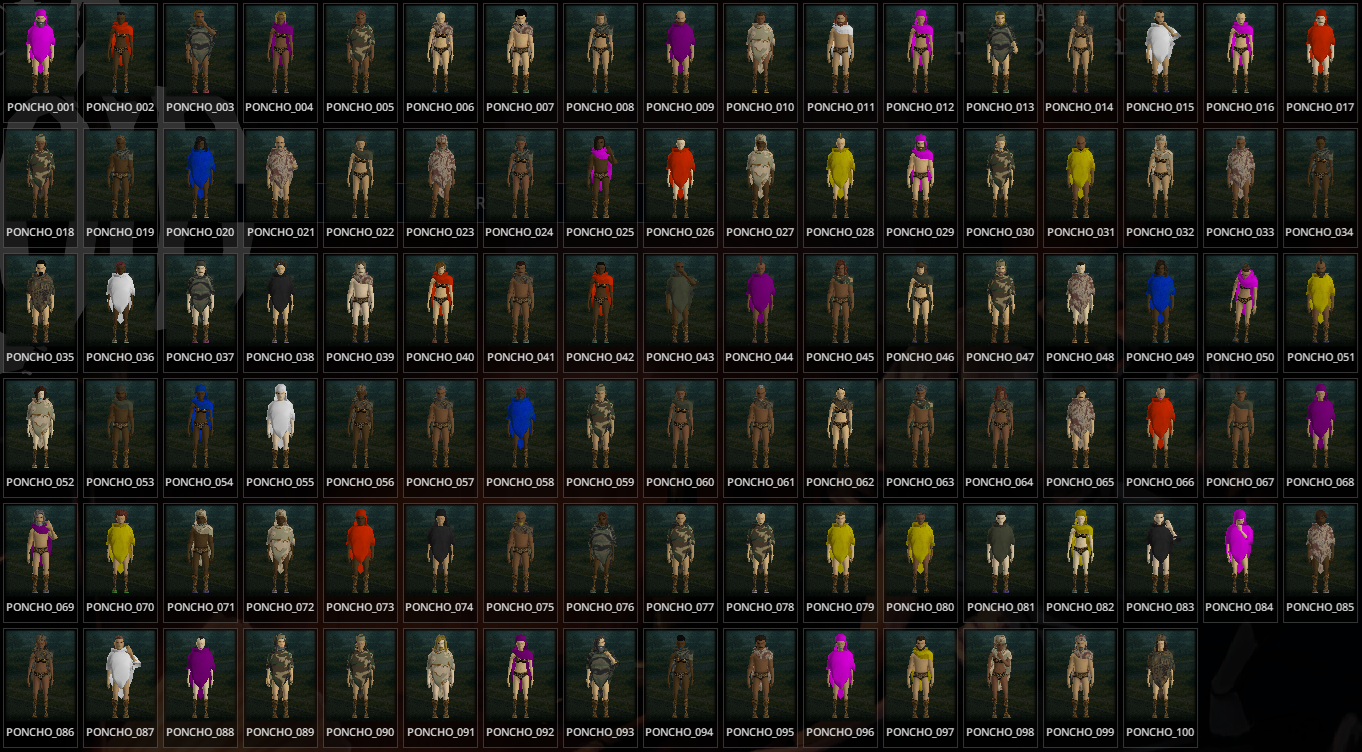 PONCHO_001 PONCHO_002 PONCHO_003 PONCHO_004 PONCHO_005 PONCHO_006 PONCHO_007 PONCHO_008 PONCHO_009 PONCHO_010 PONCHO_011 PONCHO_012 PONCHO_013 PONCHO_014 PONCHO_015 PONCHO_016 PONCHO_017
PONCHO_018 PONCHO_019 PONCHO_020 PONCHO_021 PONCHO_022 PONCHO_023 PONCHO_024 PONCHO_025 PONCHO_026 PONCHO_027 PONCHO_028 PONCHO_029 PONCHO_030 PONCHO_031 PONCHO_032 PONCHO_033 PONCHO_034
PONCHO_035 PONCHO_036 PONCHO_037 PONCHO_038 PONCHO_039 PONCHO_040 PONCHO_041 PONCHO_042 PONCHO_043 PONCHO_044 PONCHO_045 PONCHO_046 PONCHO_047 PONCHO_048 PONCHO_049 PONCHO_050 PONCHO_051
PONCHO_052 PONCHO_053 PONCHO_054 PONCHO_055 PONCHO_056 PONCHO_057 PONCHO_058 PONCHO_059 PONCHO_060 PONCHO_061 PONCHO_062 PONCHO_063 PONCHO_064 PONCHO_065 PONCHO_066 PONCHO_067 PONCHO_068
PONCHO_069 PONCHO_070 PONCHO_071 PONCHO_072 PONCHO_073 PONCHO_074 PONCHO_075 PONCHO_076 PONCHO_077 PONCHO_078 PONCHO_079 PONCHO_080 PONCHO_081 PONCHO_082 PONCHO_083 PONCHO_084 PONCHO_085
PONCHO_086 PONCHO_087 PONCHO_088 PONCHO_089 PONCHO_090 PONCHO_091 PONCHO_092 PONCHO_093 PONCHO_094 PONCHO_095 PONCHO_096 PONCHO_097 PONCHO_098 PONCHO_099 PONCHO_100